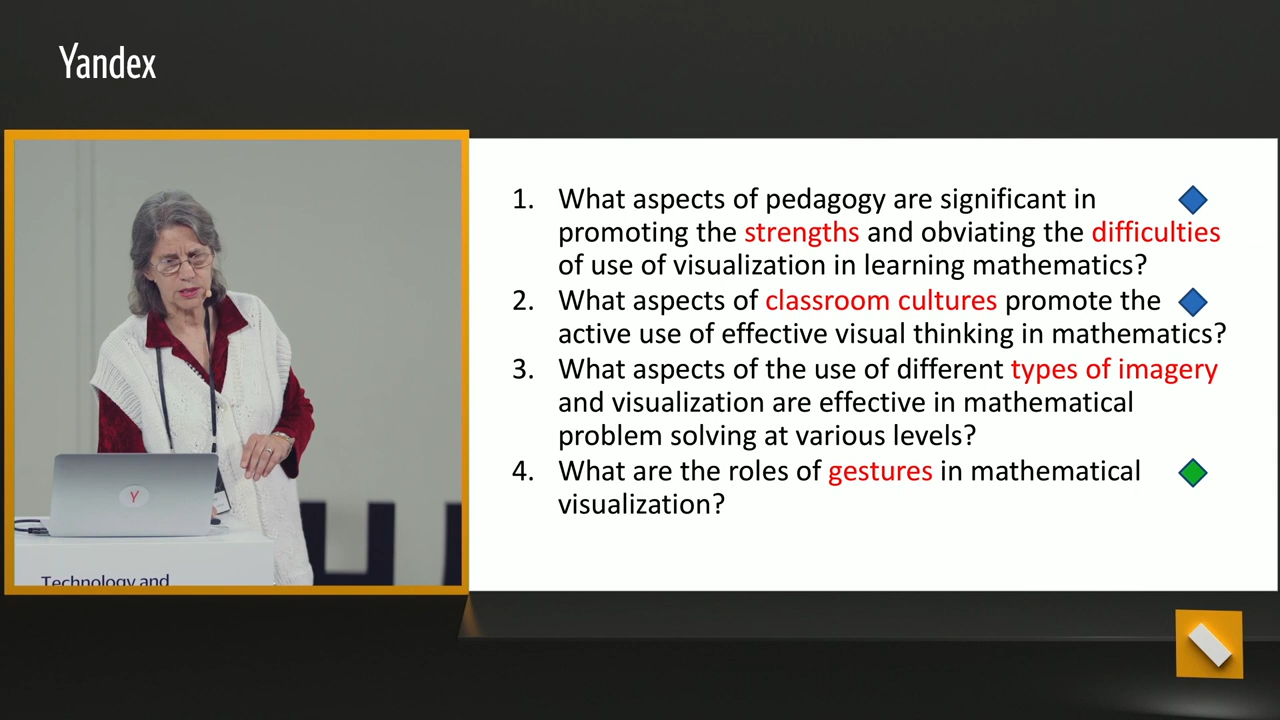 Yandex
1. What aspects of pedagogy are significant in
promoting the strengths and obviating the difficulties
of use of visualization in learning mathematics?
2. What aspects of classroom cultures promote the
active use of effective visual thinking in mathematics?
3. What aspects of the use of different types of imagery
and visualization are effective in mathematical
problem solving at various levels?
4. What are the roles of gestures in mathematical
visualization?
Y
Technology and